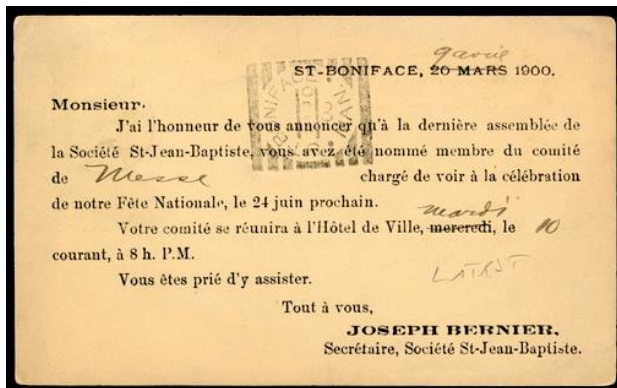 9 avril
ST-BONIFACE, 20 MARS 1900.
Monsieur.
J'ai l'honneur de vous annoncer qu'à la dernière assemblée de
la Société St-Jean-Baptiste, vous avez été nommé membre du comité
de Messe chargé de voir à la célébration
de notre Fête Nationale, le 24 juin prochain.
mardi
Votre comité se réunira à l'Hôtel de Ville, mercredi, le 10
courant, à 8 h. P.M.
Vous êtes prié d'y assister.
Tout à vous,
JOSEPH BERNIER,
Secrétaire, Société St-Jean-Baptiste.